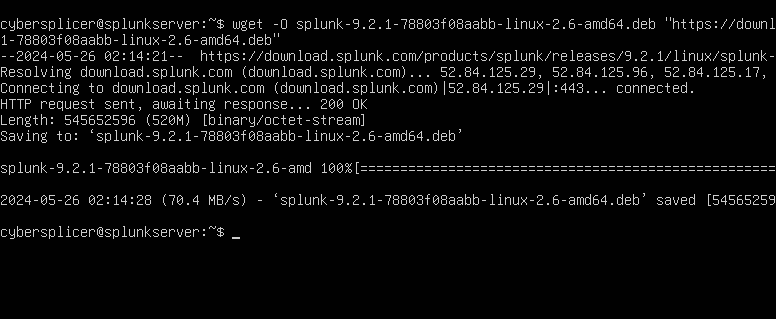 cybersplicer@splunkserver:~$ wget -O splunk-9.2.1-78803f08aabb-linux-2.6-amd64.deb "https://downl
1-78803f08aabb-linux-2.6-amd64.deb"
--2024-05-26 02:14:21--  https://download.splunk.com/products/splunk/releases/9.2.1/linux/splunk-
Resolving download.splunk.com (download.splunk.com)... 52.84.125.29, 52.84.125.96, 52.84.125.17,
Connecting to download.splunk.com (download.splunk.com)|52.84.125.29|:443... connected.
HTTP request sent, awaiting response... 200 OK
Length: 545652596 (520M) [binary/octet-stream]
Saving to: ‘splunk-9.2.1-78803f08aabb-linux-2.6-amd64.deb’
splunk-9.2.1-78803f08aabb-linux-2.6-amd 100%[====================================================
2024-05-26 02:14:28 (70.4 MB/s) - ‘splunk-9.2.1-78803f08aabb-linux-2.6-amd64.deb’ saved [54565259
cybersplicer@splunkserver:~$ _